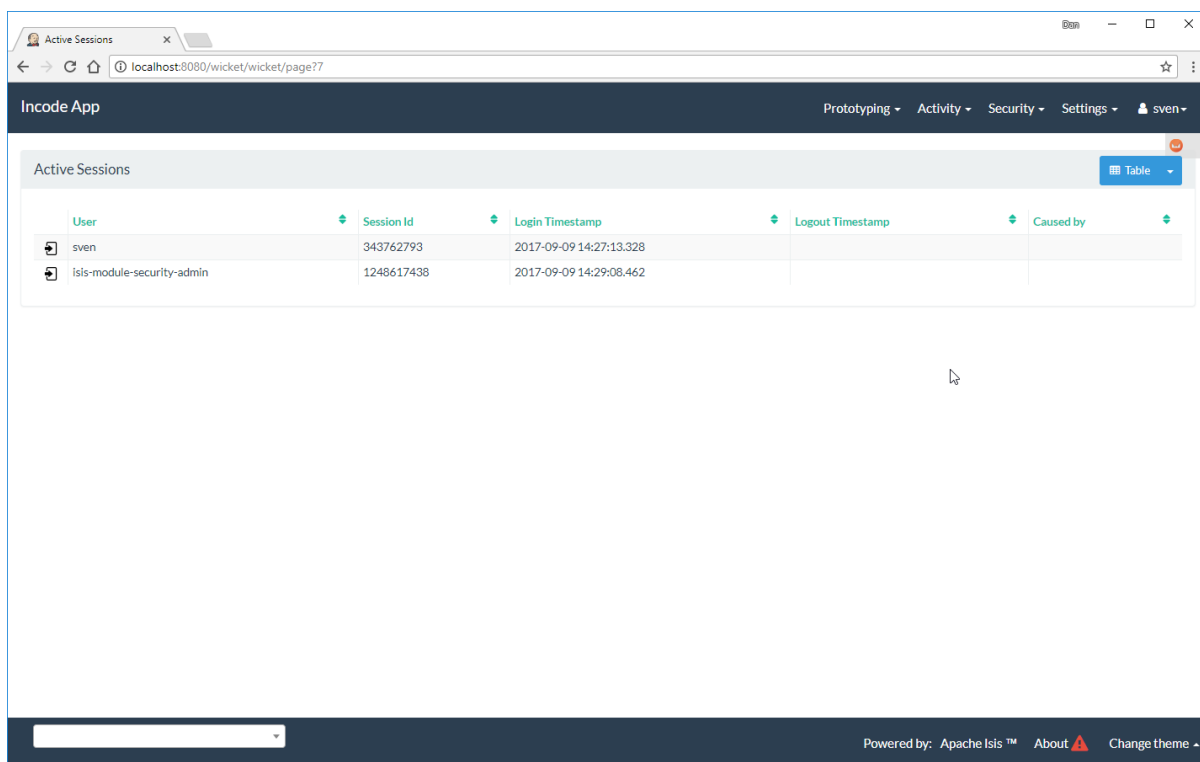 Dan
Active Sessions
localhost:8080/wicket/wicket/page?7
Incode App Prototyping Activity Security Settings sven
Active Sessions
Table
User Session Id Login Timestamp Logout Timestamp Caused by
sven 343762793 2017-09-09 14:27:13.328
isis-module-security-admin 1248617438 2017-09-09 14:29:08.462
Powered by: Apache Isis ™ About Change theme